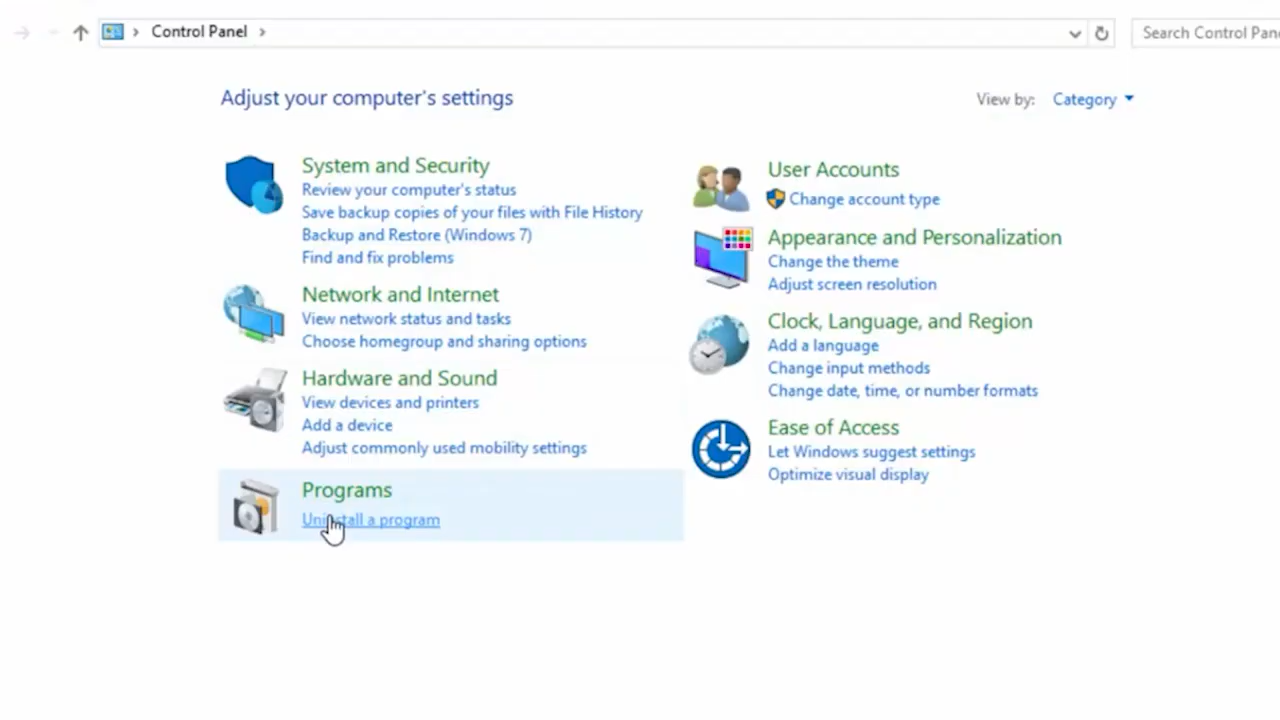 Control Panel
Search Control Pan
Adjust your computer's settings
View by: Category
System and Security
Review your computer's status
Save backup copies of your files with File History
Backup and Restore (Windows 7)
Find and fix problems
Network and Internet
View network status and tasks
Choose homegroup and sharing options
Hardware and Sound
View devices and printers
Add a device
Adjust commonly used mobility settings
Programs
Uninstall a program
User Accounts
Change account type
Appearance and Personalization
Change the theme
Adjust screen resolution
Clock, Language, and Region
Add a language
Change input methods
Change date, time, or number formats
Ease of Access
Let Windows suggest settings
Optimize visual display